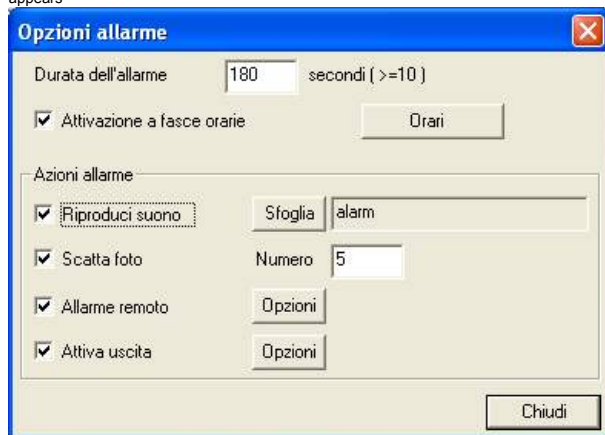 appears
Opzioni allarme
Durata dell'allarme 180 secondi ( >=10 )
Attivazione a fasce orarie Orari
Azioni allarme
Riproduci suono Sfoglia alarm
Scatta foto Numero 5
Allarme remoto Opzioni
Attiva uscita Opzioni
Chiudi